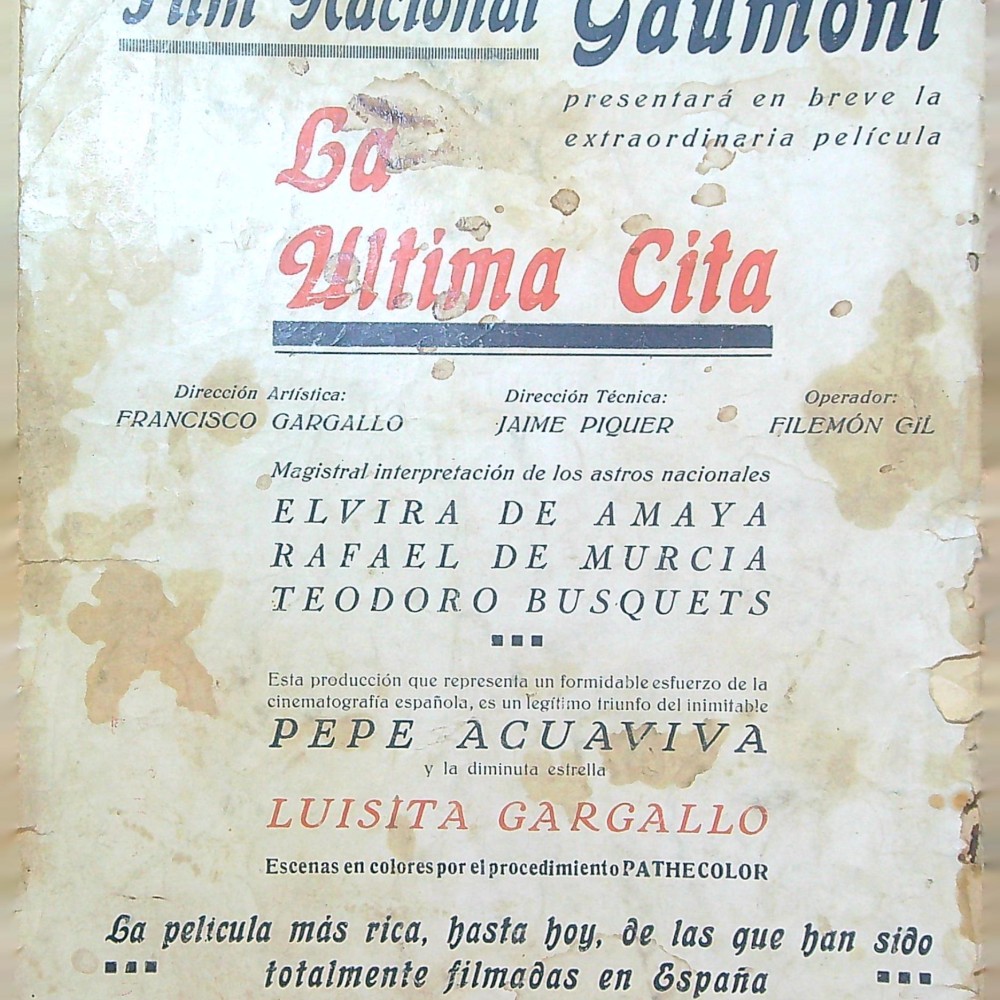 Film Nacional Gaumont
presentará en breve la
extraordinaria película
La
Ultima Cita
Dirección Artística: Dirección Técnica: Operador:
FRANCISCO GARGALLO JAIME PIQUER FILEMÓN GIL
Magistral interpretación de los astros nacionales
ELVIRA DE AMAYA
RAFAEL DE MURCIA
TEODORO BUSQUETS
Esta producción que representa un formidable esfuerzo de la
cinematografía española, es un legítimo triunfo del inimitable
PEPE ACUAVIVA
y la diminuta estrella
LUISITA GARGALLO
Escenas en colores por el procedimiento PATHECOLOR
La pelicula más rica, hasta hoy, de las que han sido
totalmente filmadas en España